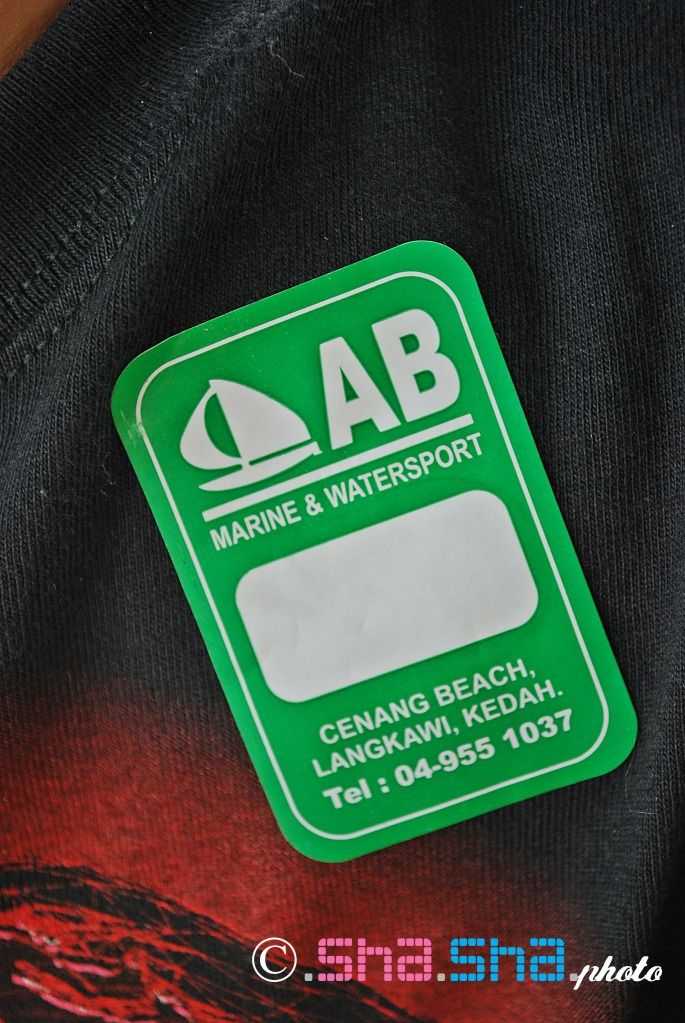 AB
MARINE & WATERSPORT
CENANG BEACH,
LANGKAWI, KEDAH.
Tel : 04-955 1037
©.sha.sha.photo